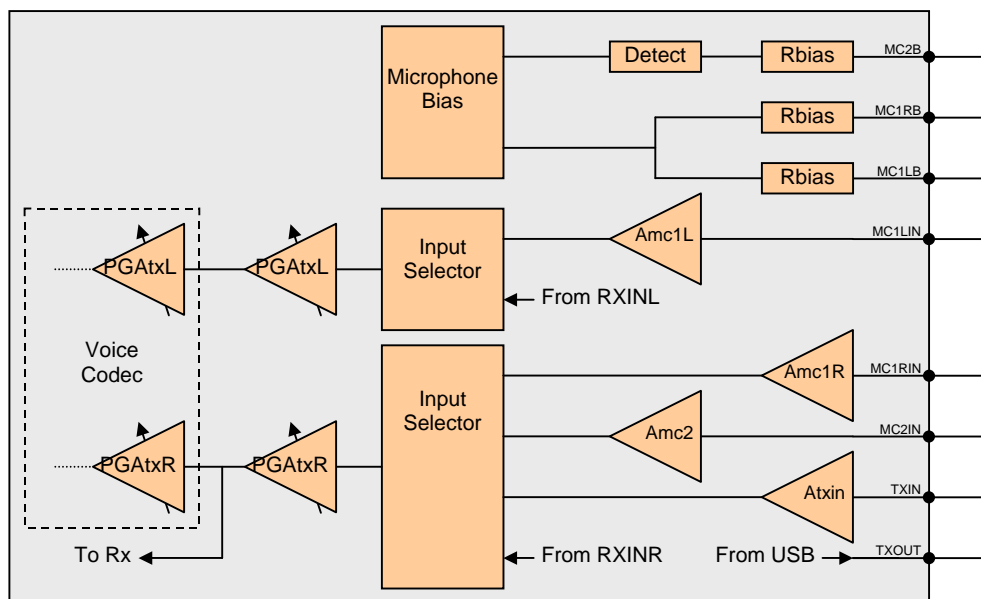 Microphone
Bias
Detect
Rbias
MC2B
Rbias
MC1RB
Rbias
MC1LB
PGAtxL
PGAtxL
Input
Selector
Amc1L
MC1LIN
From RXINL
Voice
Codec
Input
Selector
Amc1R
MC1RIN
Amc2
MC2IN
PGAtxR
PGAtxR
Atxin
TXIN
To Rx
From RXINR
From USB
TXOUT